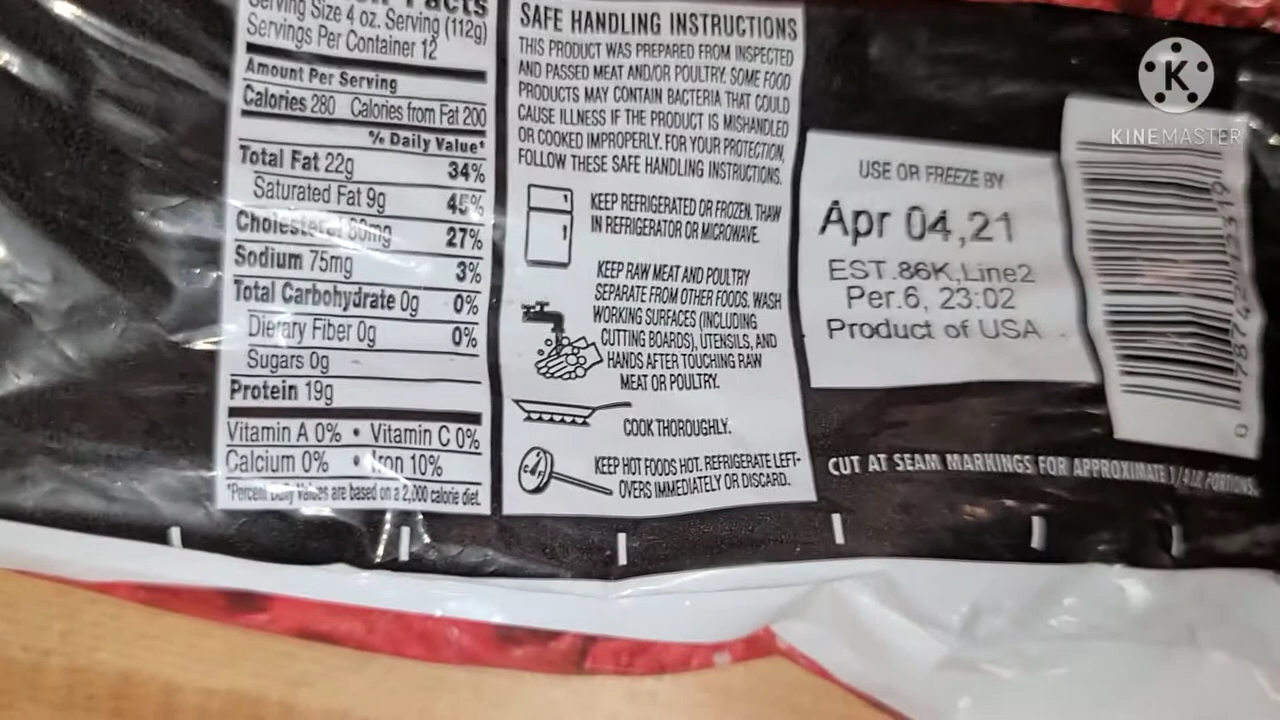 Facts
Serving Size 4 oz. Serving (112g)
Servings Per Container 12
Amount Per Serving
Calories 280 Calories from Fat 200
% Daily Value*
Total Fat 22g 34%
Saturated Fat 9g 45%
Cholesterol 80mg 27%
Sodium 75mg 3%
Total Carbohydrate 0g 0%
Dietary Fiber 0g 0%
Sugars 0g
Protein 19g
Vitamin A 0% • Vitamin C 0%
Calcium 0% • Iron 10%
*Percent Daily Values are based on a 2,000 calorie diet.
SAFE HANDLING INSTRUCTIONS
THIS PRODUCT WAS PREPARED FROM INSPECTED
AND PASSED MEAT AND/OR POULTRY. SOME FOOD
PRODUCTS MAY CONTAIN BACTERIA THAT COULD
CAUSE ILLNESS IF THE PRODUCT IS MISHANDLED
OR COOKED IMPROPERLY. FOR YOUR PROTECTION,
FOLLOW THESE SAFE HANDLING INSTRUCTIONS.
KEEP REFRIGERATED OR FROZEN. THAW
IN REFRIGERATOR OR MICROWAVE.
KEEP RAW MEAT AND POULTRY
SEPARATE FROM OTHER FOODS. WASH
WORKING SURFACES (INCLUDING
CUTTING BOARDS), UTENSILS, AND
HANDS AFTER TOUCHING RAW
MEAT OR POULTRY.
COOK THOROUGHLY.
KEEP HOT FOODS HOT. REFRIGERATE LEFT-
OVERS IMMEDIATELY OR DISCARD.
USE OR FREEZE BY
Apr 04,21
EST.86K,Line2
Per.6, 23:02
Product of USA
CUT AT SEAM MARKINGS FOR APPROXIMATE 1/4 LB. PORTIONS.
K
KINEMASTER